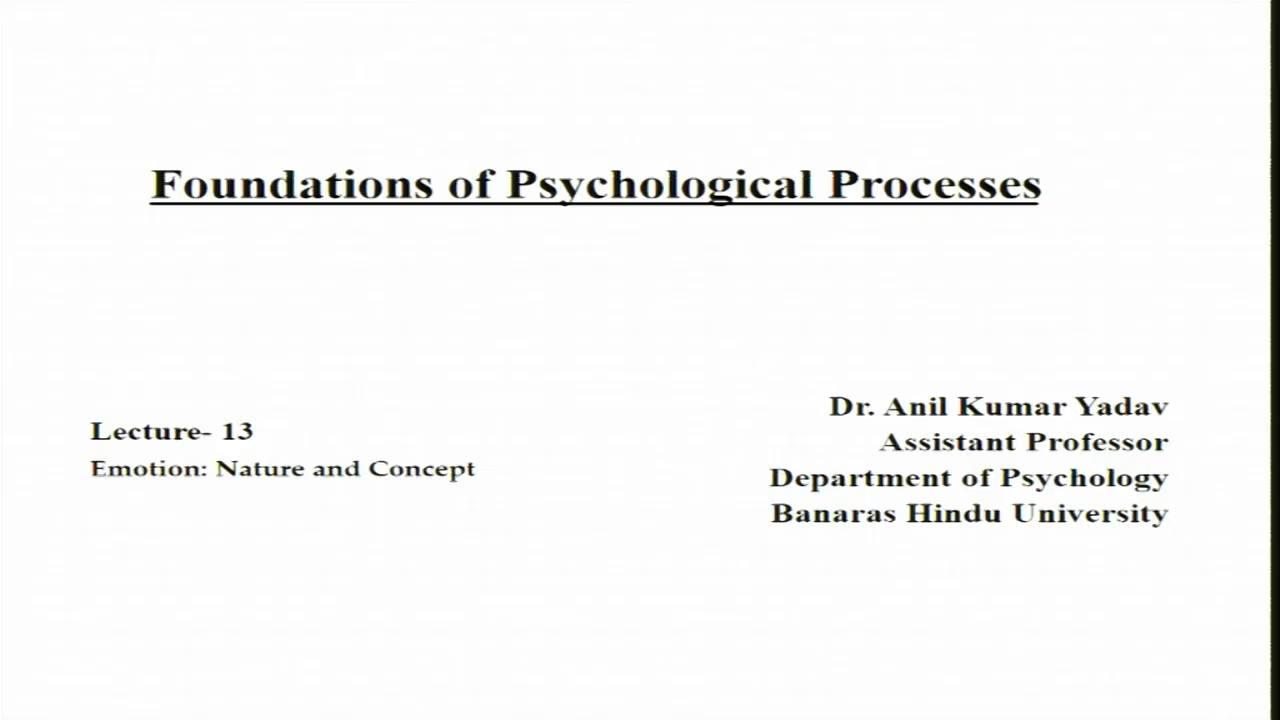 Foundations of Psychological Processes
Lecture- 13
Emotion: Nature and Concept
Dr. Anil Kumar Yadav
Assistant Professor
Department of Psychology
Banaras Hindu University